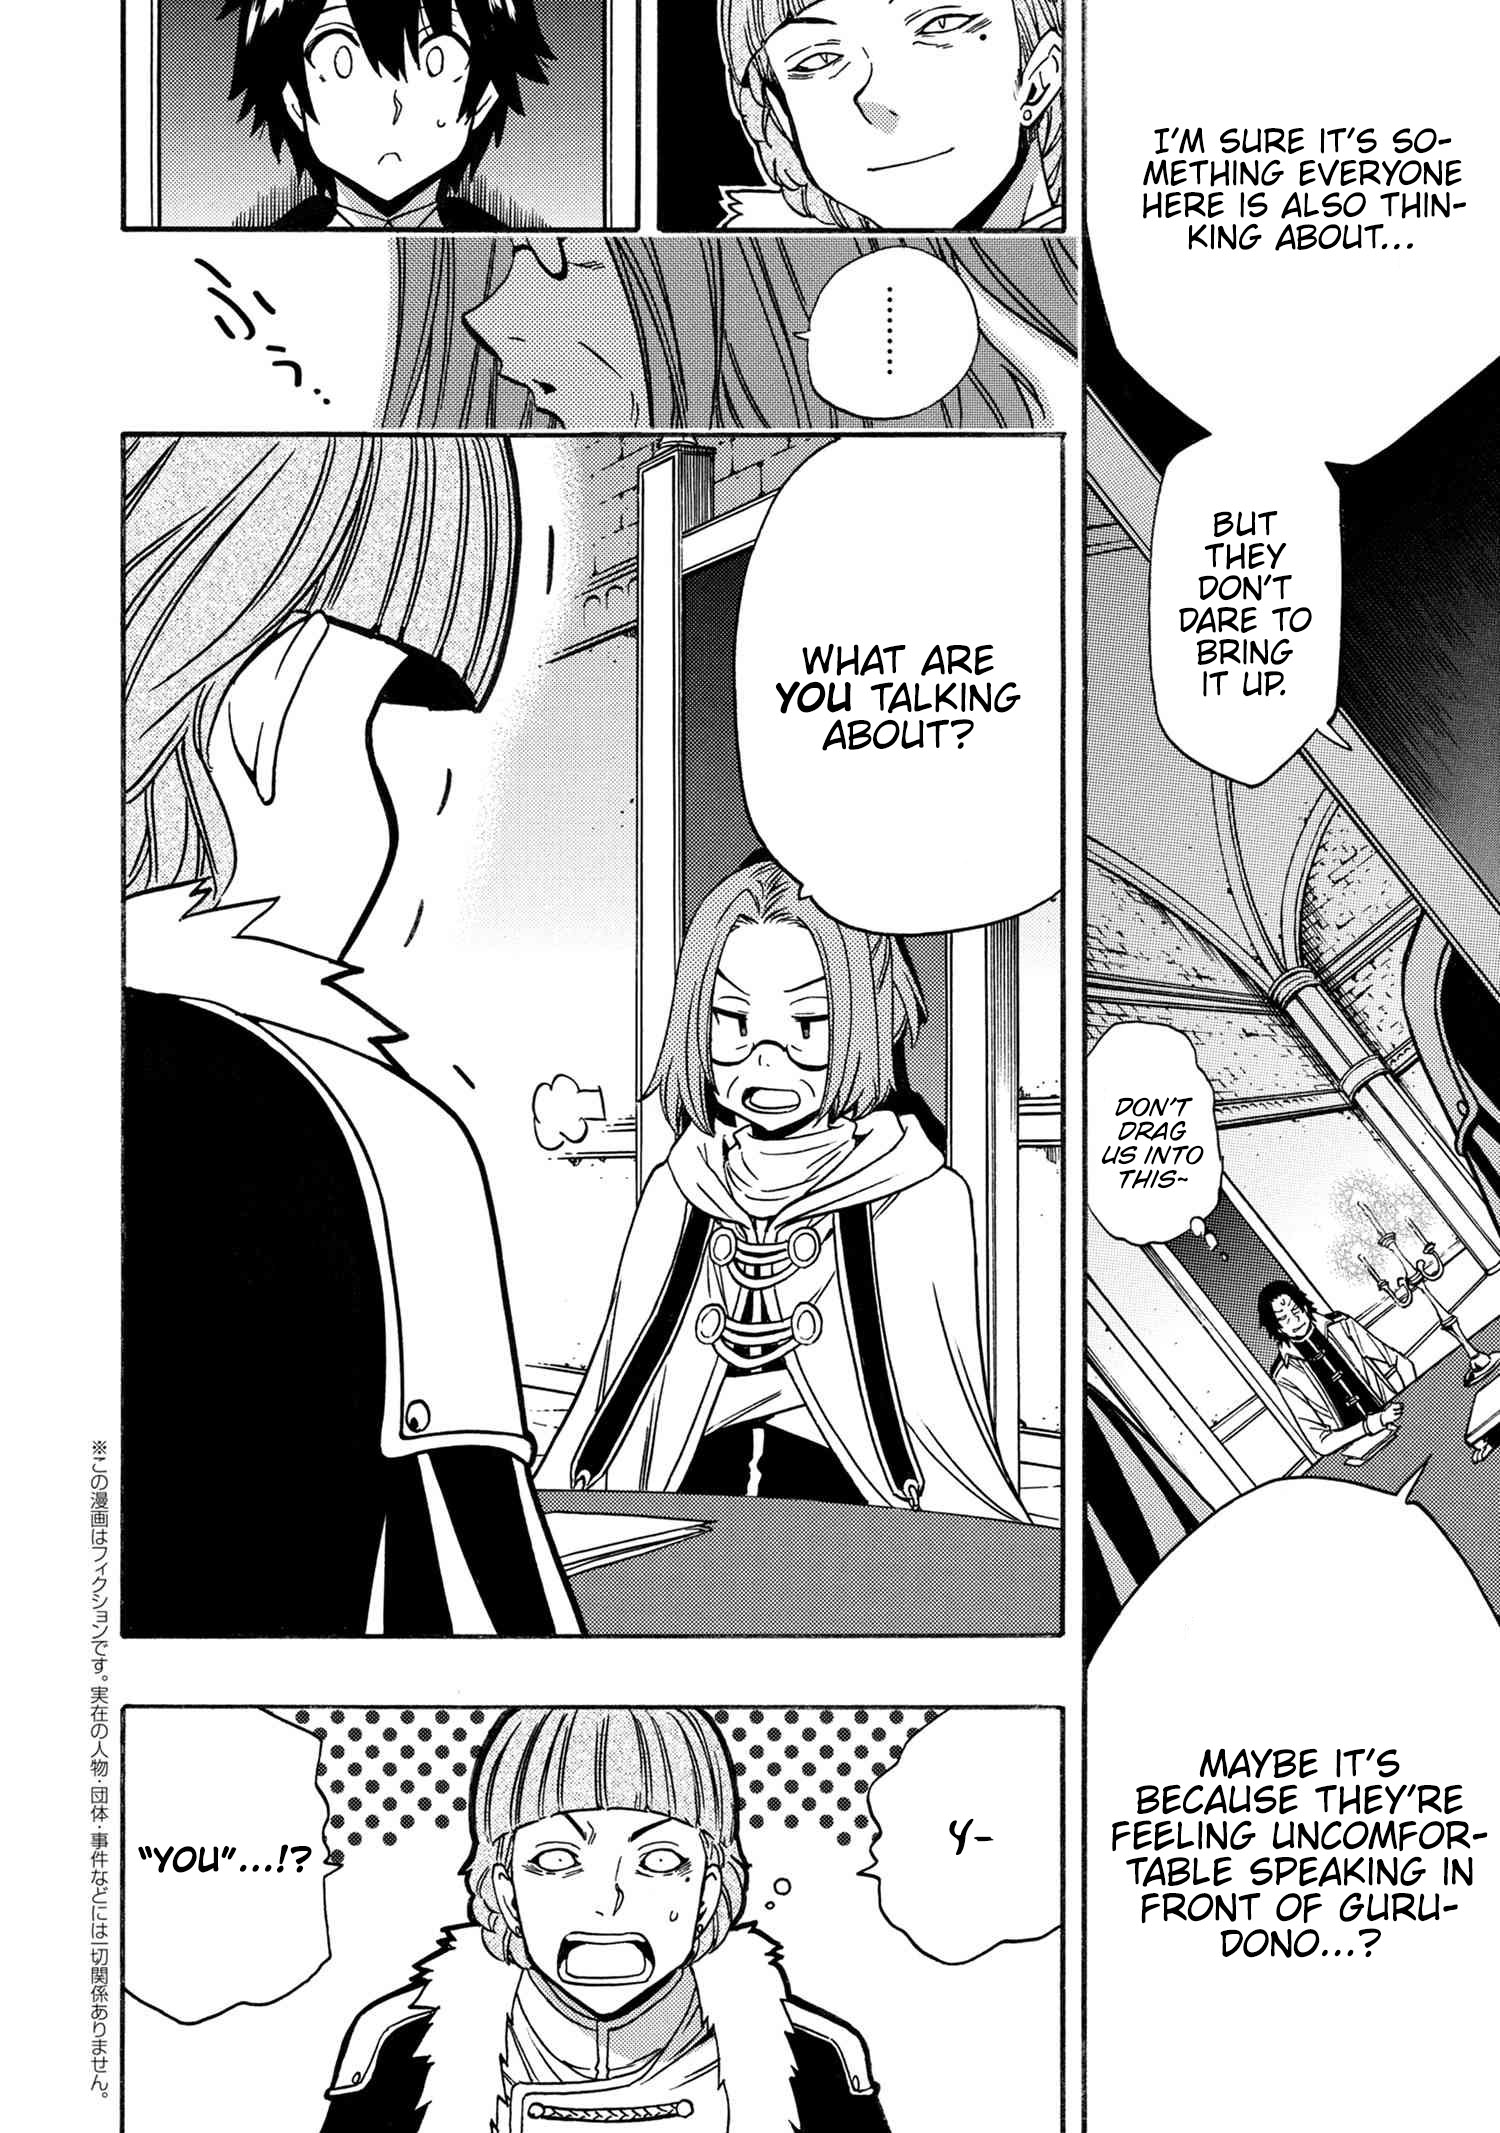 I'M SURE IT'S SO-
METHING EVERYONE
HERE IS ALSO THIN-
KING ABOUT...
BUT
THEY
DON'T
DARE TO
BRING
IT UP.
DON'T
DRAG
US INTO
THIS~
MAYBE IT'S
BECAUSE THEY'RE
FEELING UNCOMFOR-
TABLE SPEAKING IN
FRONT OF GURU-
DONO...?
.........
ふぅ..
WHAT ARE
YOU TALKING
ABOUT?
Y-
"YOU"...!?
※この漫画はフィクションです。実在の人物・団体・事件などには一切関係ありません。